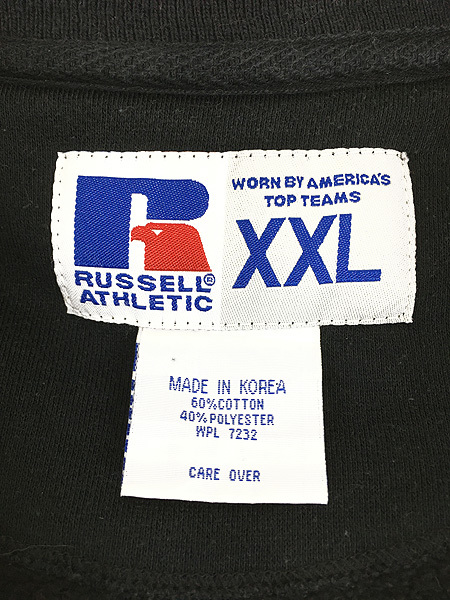 R
RUSSELL®
ATHLETIC
WORN BY AMERICA'S
TOP TEAMS
XXL
MADE IN KOREA
60%COTTON
40%POLYESTER
WPL 7232
CARE OVER